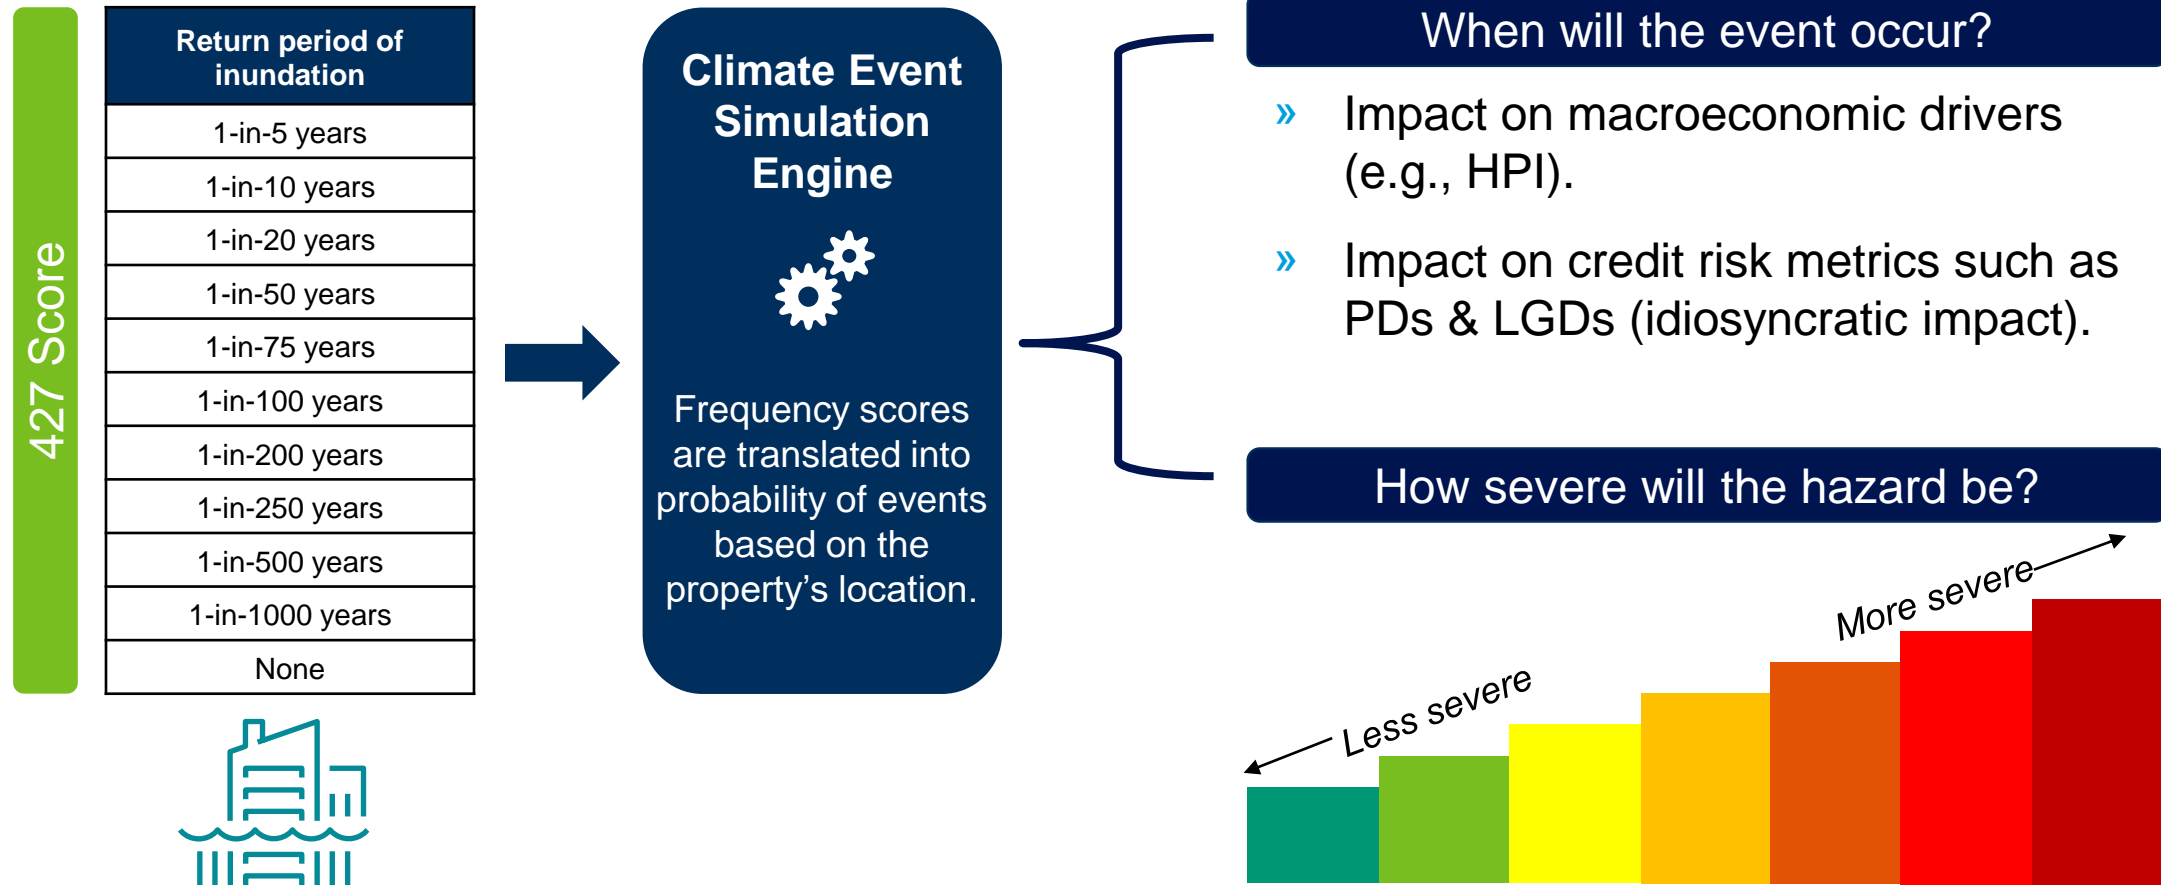 427 Score
Return period of
inundation
1-in-5 years
1-in-10 years
1-in-20 years
1-in-50 years
1-in-75 years
1-in-100 years
1-in-200 years
1-in-250 years
1-in-500 years
1-in-1000 years
None
Climate Event
Simulation
Engine
Frequency scores
are translated into
probability of events
based on the
property’s location.
When will the event occur?
» Impact on macroeconomic drivers
(e.g., HPI).
» Impact on credit risk metrics such as
PDs & LGDs (idiosyncratic impact).
How severe will the hazard be?
Less severe
More severe